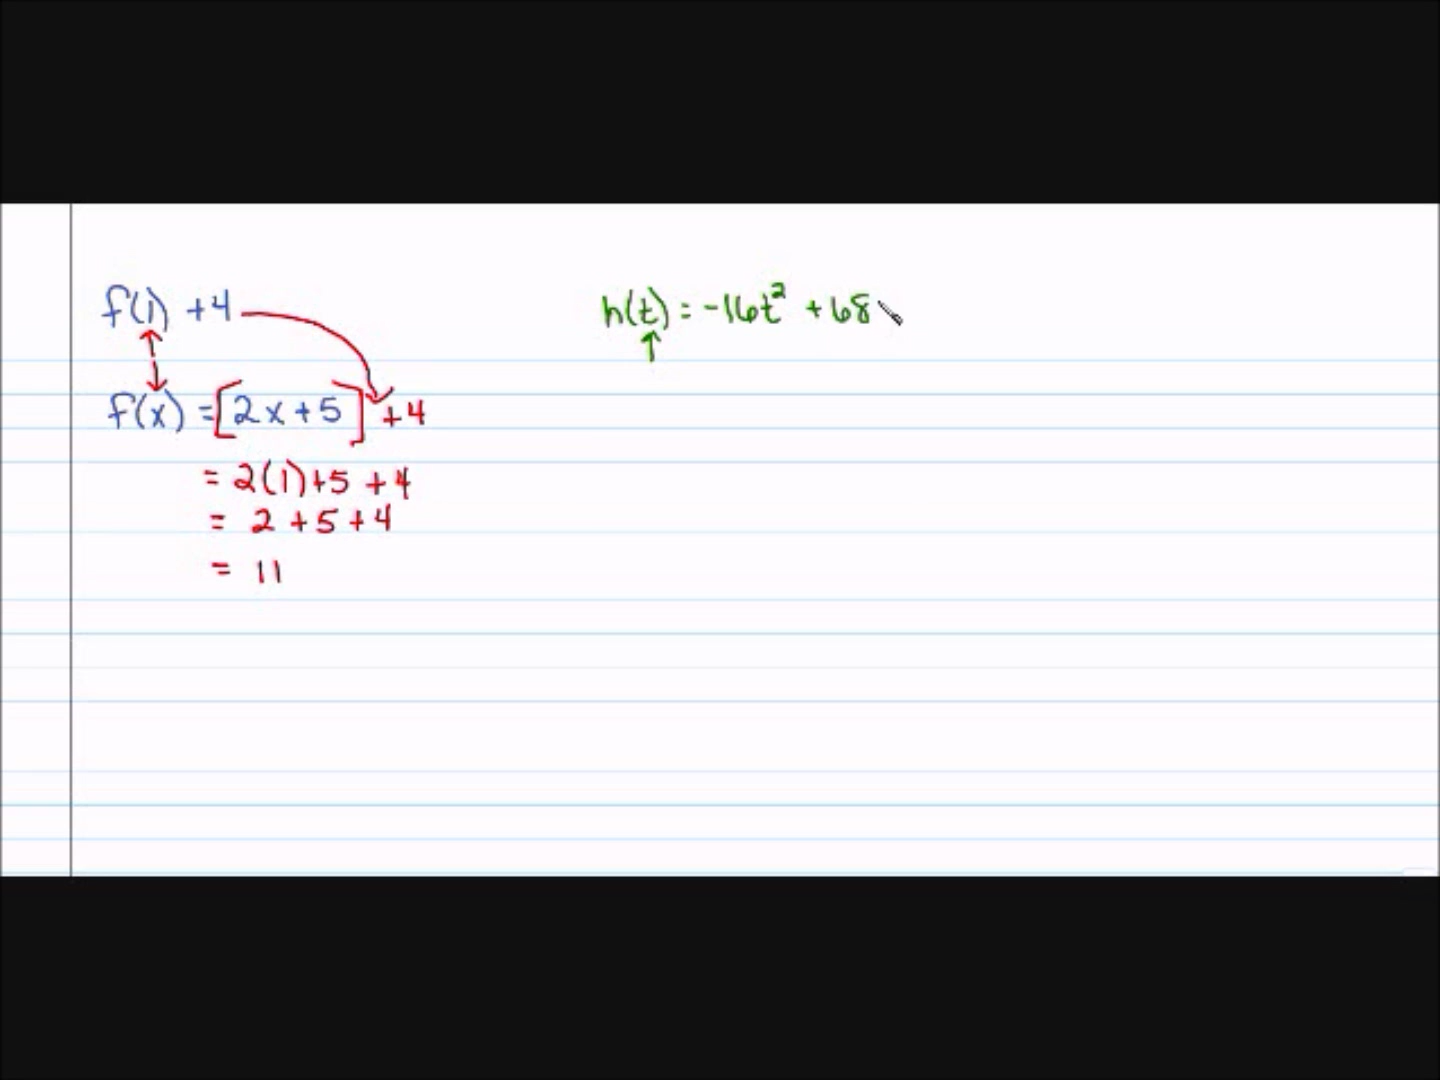 f(1) +4
f(x) = [2x+5] +4
= 2(1)+5 +4
= 2 +5+4
= 11
h(t) = -16t² +68